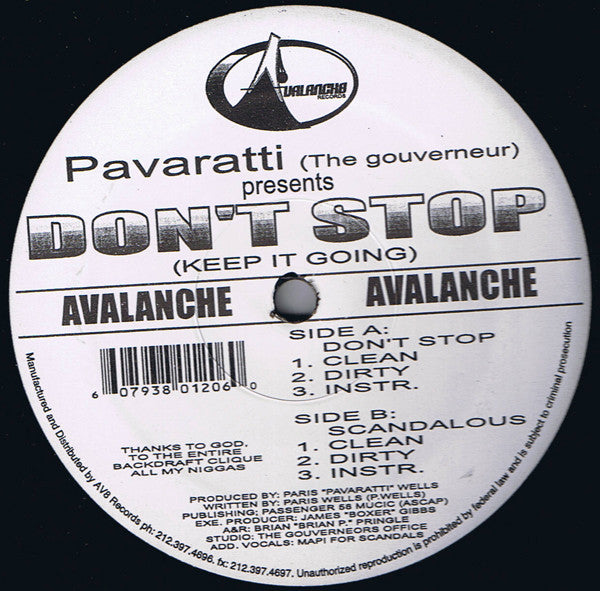 AVALANCHE
RECORDS
Pavaratti (The gouverneur)
presents
DON'T STOP
(KEEP IT GOING)
AVALANCHE AVALANCHE
SIDE A:
DON'T STOP
1. CLEAN
2. DIRTY
3. INSTR.
SIDE B:
SCANDALOUS
1. CLEAN
2. DIRTY
3. INSTR.
6 07938 01206 0
THANKS TO GOD,
TO THE ENTIRE
BACKDRAFT CLIQUE
ALL MY NIGGAS
PRODUCED BY: PARIS "PAVARATTI" WELLS
WRITTEN BY: PARIS WELLS (P.WELLS)
PUBLISHING: PASSENGER 58 MUCIC (ASCAP)
EXE. PRODUCER: JAMES "BOXER" GIBBS
A&R: BRIAN "BRIAN P." PRINGLE
STUDIO: THE GOUVERNEORS OFFICE
ADD. VOCALS: MAPI FOR SCANDALS
Manufactured and Distributed by AV8 Records ph: 212.397.4696. fx: 212.397.4697. Unauthorized reproduction is prohibited by federal law and is subject to criminal prosecution